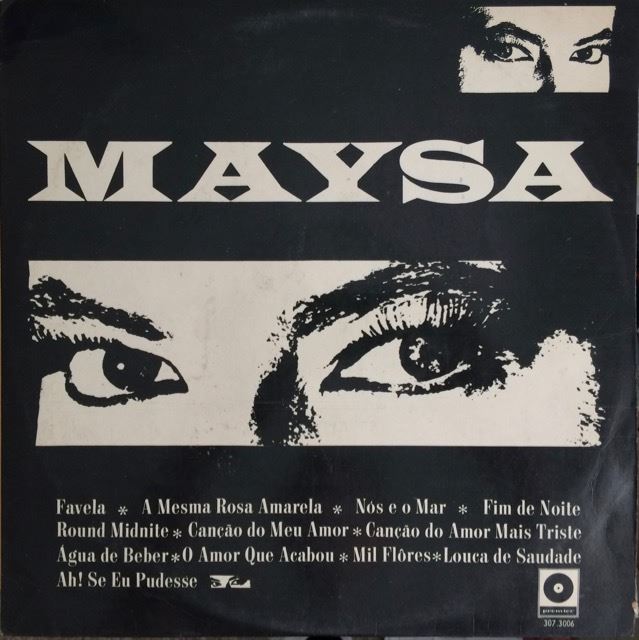 MAYSA
Favela * A Mesma Rosa Amarela * Nós e o Mar * Fim de Noite
Round Midnite * Canção do Meu Amor * Canção do Amor Mais Triste
Água de Beber * O Amor Que Acabou * Mil Flôres * Louca de Saudade
Ah! Se Eu Pudesse
premier
307.3006